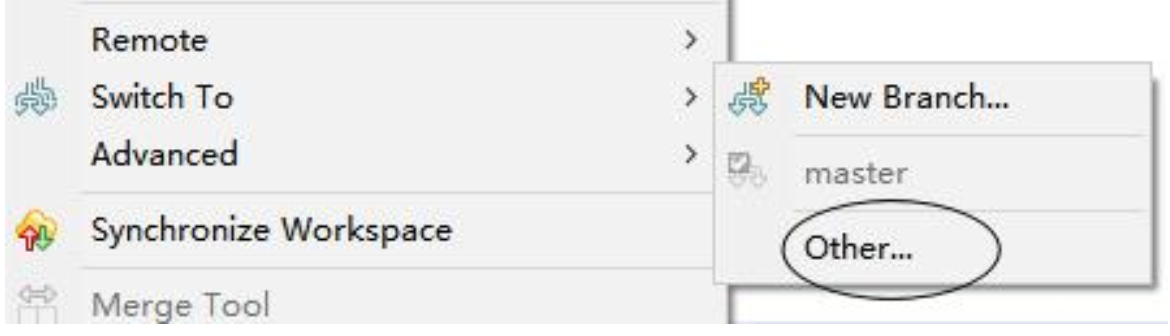 Remote
Switch To
Advanced
Synchronize Workspace
Merge Tool
New Branch...
master
Other...